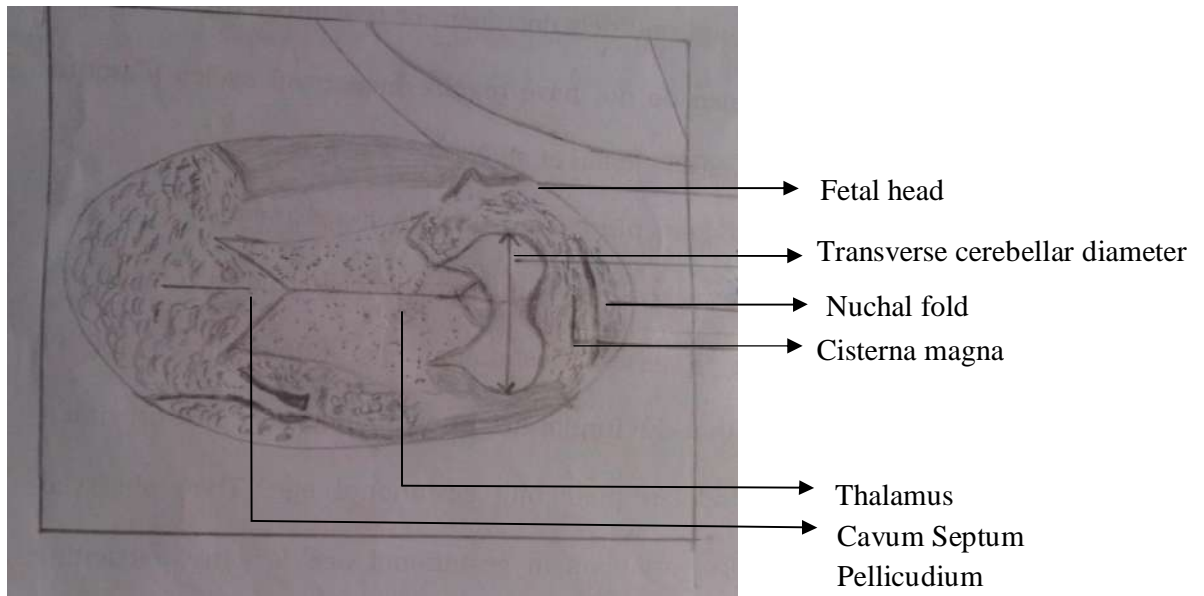 Fetal head
Transverse cerebellar diameter
Nuchal fold
Cisterna magna
Thalamus
Cavum Septum
Pellicudium